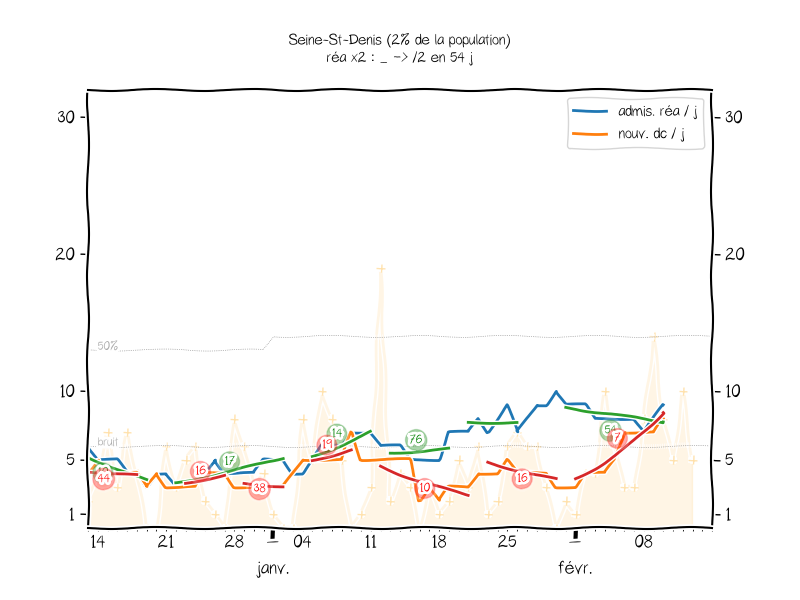 Seine-St-Denis (2% de la population)
réa x2 : _ -> /2 en 54 j
admis. réa / j
nouv. dc / j
30 30
20 20
50%
10 10
bruit
5 5
1 1
14 76 19 54 7
17 16 44 38 10 16
14 21 28 04 11 18 25 08
janv. févr.